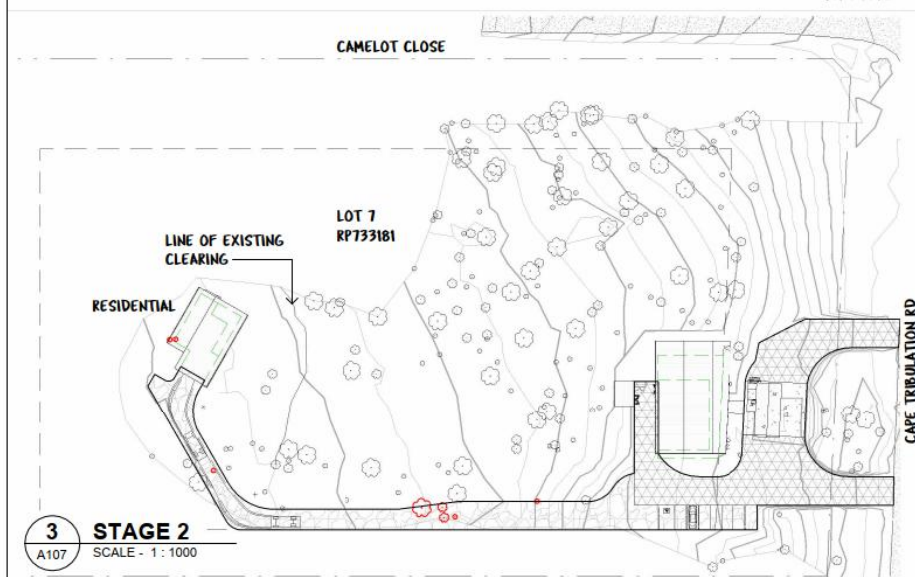 CAMELOT CLOSE
LOT 7
RP733181
LINE OF EXISTING
CLEARING
RESIDENTIAL
CAPE TRIBULATION RD
3
A107
STAGE 2
SCALE - 1 : 1000